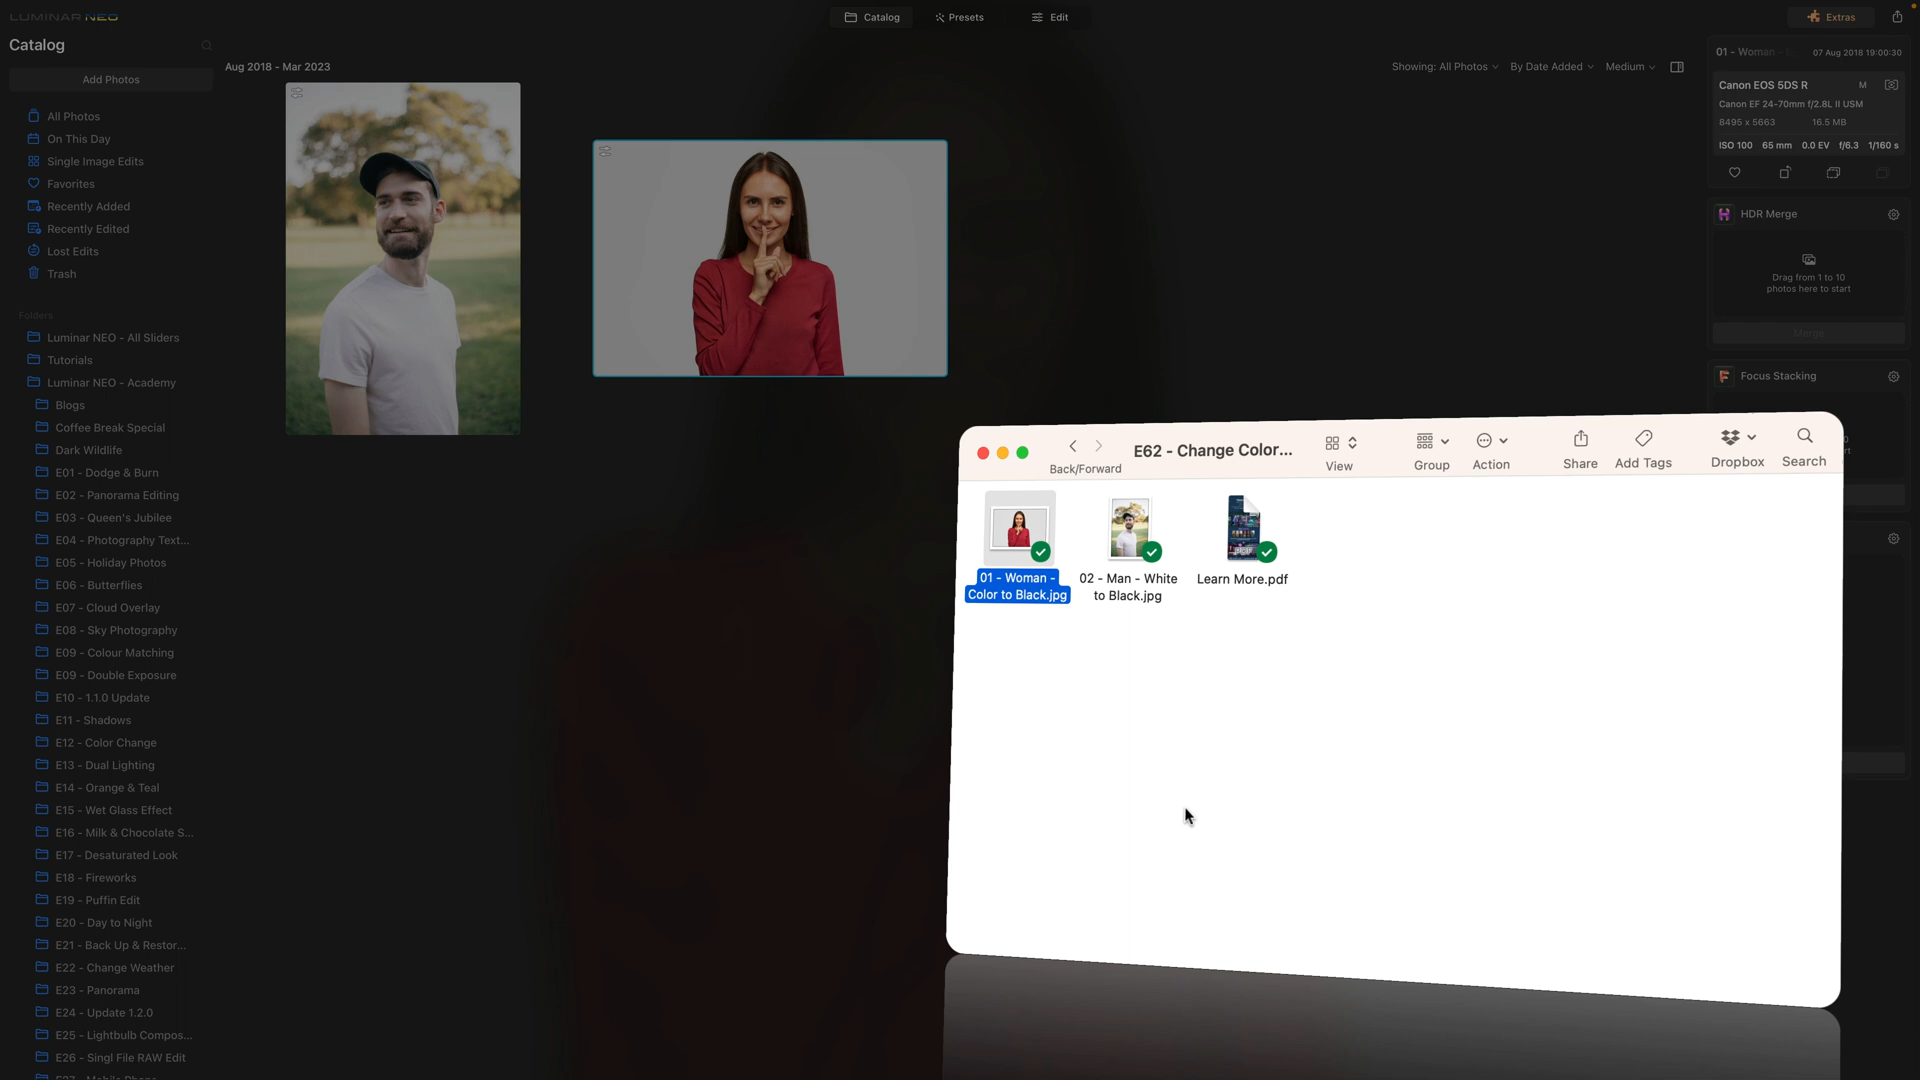 LUMINAR NEO
Catalog
Presets
Edit
Extras
Catalog
Add Photos
All Photos
On This Day
Single Image Edits
Favorites
Recently Added
Recently Edited
Lost Edits
Trash
Folders
Luminar NEO - All Sliders
Tutorials
Luminar NEO - Academy
Blogs
Coffee Break Special
Dark Wildlife
E01 - Dodge & Burn
E02 - Panorama Editing
E03 - Queen's Jubilee
E04 - Photography Text...
E05 - Holiday Photos
E06 - Butterflies
E07 - Cloud Overlay
E08 - Sky Photography
E09 - Colour Matching
E09 - Double Exposure
E10 - 1.1.0 Update
E11 - Shadows
E12 - Color Change
E13 - Dual Lighting
E14 - Orange & Teal
E15 - Wet Glass Effect
E16 - Milk & Chocolate S...
E17 - Desaturated Look
E18 - Fireworks
E19 - Puffin Edit
E20 - Day to Night
E21 - Back Up & Restor...
E22 - Change Weather
E23 - Panorama
E24 - Update 1.2.0
E25 - Lightbulb Compos...
E26 - Singl File RAW Edit
Aug 2018 - Mar 2023
Showing: All Photos
By Date Added
Medium
01 - Woman -
07 Aug 2018 19:00:30
Canon EOS 5DS R
M
Canon EF 24-70mm f/2.8L II USM
8495 x 5663 16.5 MB
ISO 100 65 mm 0.0 EV f/6.3 1/160 s
HDR Merge
Drag from 1 to 10
photos here to start
Merge
Focus Stacking
Back/Forward
E62 - Change Color...
View
Group
Action
Share
Add Tags
Dropbox
Search
01 - Woman -
Color to Black.jpg
02 - Man - White
to Black.jpg
Learn More.pdf